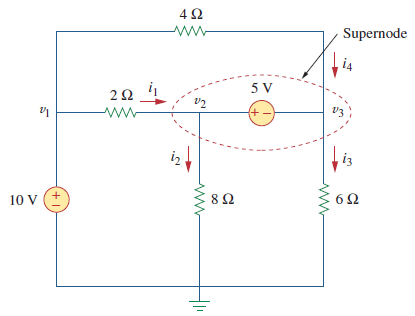 4 Ω
Supernode
i4
2 Ω
i1
5 V
v1
v2
+ −
v3
i2
i3
10 V
+
−
8 Ω
6 Ω